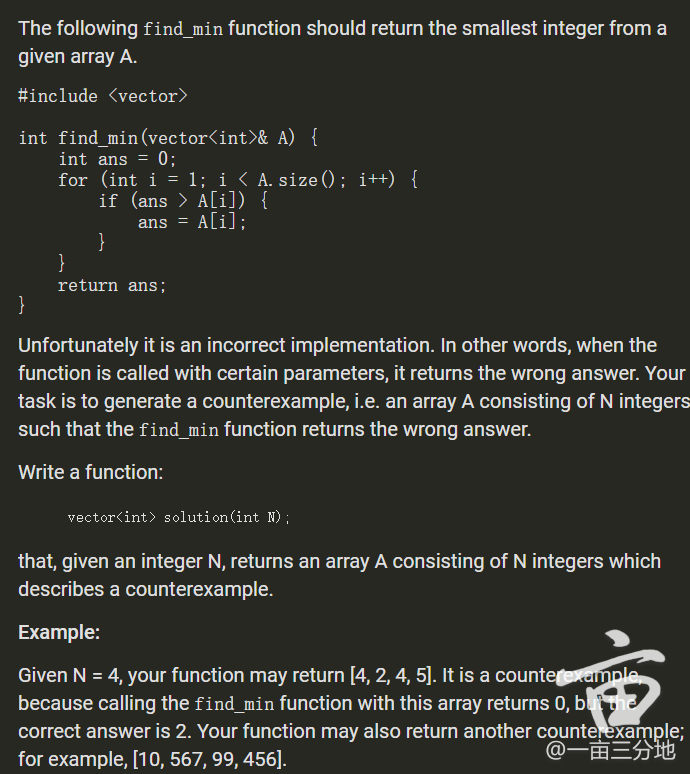 The following find_min function should return the smallest integer from a
given array A.
#include <vector>
int find_min(vector<int>& A) {
    int ans = 0;
    for (int i = 1; i < A.size(); i++) {
        if (ans > A[i]) {
            ans = A[i];
        }
    }
    return ans;
}
Unfortunately it is an incorrect implementation. In other words, when the
function is called with certain parameters, it returns the wrong answer. Your
task is to generate a counterexample, i.e. an array A consisting of N integers
such that the find_min function returns the wrong answer.
Write a function:
vector<int> solution(int N);
that, given an integer N, returns an array A consisting of N integers which
describes a counterexample.
Example:
Given N = 4, your function may return [4, 2, 4, 5]. It is a counterexample,
because calling the find_min function with this array returns 0, but the
correct answer is 2. Your function may also return another counterexample;
for example, [10, 567, 99, 456].
亩
@一亩三分地